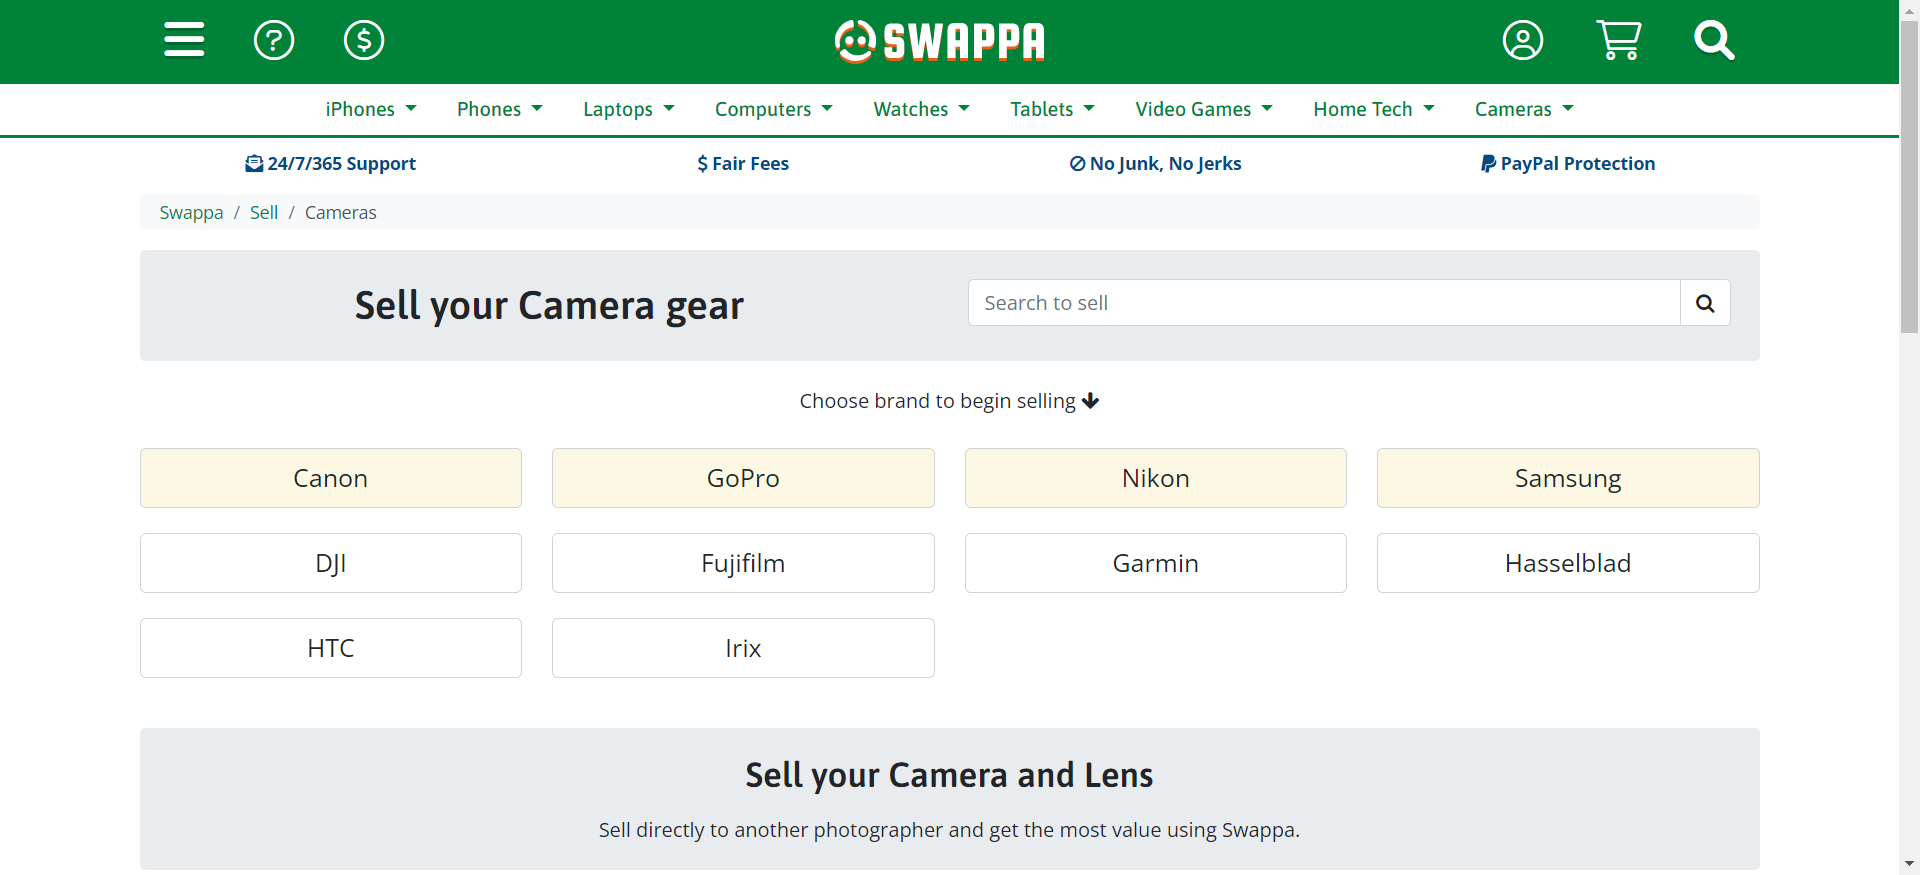 SWAPPA
iPhones Phones Laptops Computers Watches Tablets Video Games Home Tech Cameras
24/7/365 Support $ Fair Fees No Junk, No Jerks PayPal Protection
Swappa / Sell / Cameras
Sell your Camera gear
Search to sell
Choose brand to begin selling
Canon GoPro Nikon Samsung
DJI Fujifilm Garmin Hasselblad
HTC Irix
Sell your Camera and Lens
Sell directly to another photographer and get the most value using Swappa.